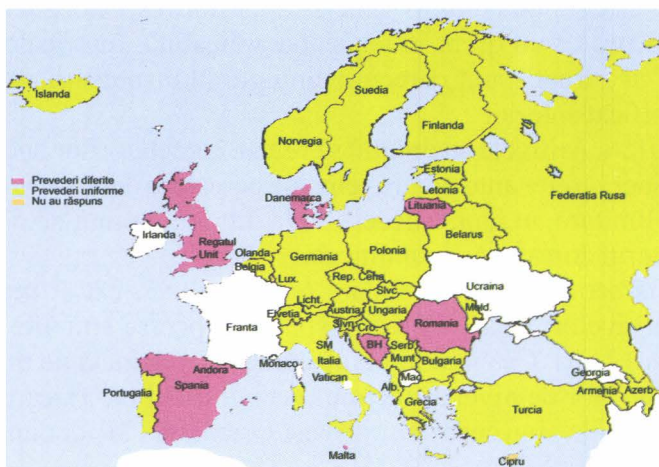 Islanda
Suedia
Norvegia
Finlanda
Prevederi diferite
Prevederi uniforme
Nu au răspuns
Estonia
Letonia
Lituania
Federatia Rusa
Danemarca
Irlanda
Regatul
Unit
Olanda
Belgia
Germania
Polonia
Belarus
Lux.
Rep. Ceha
Slvc.
Ucraina
Licht.
Elvetia
Austria
Ungaria
Mold.
Franta
Slvn.
Cro.
Romania
BH
Serb
SM
Italia
Munt
Bulgaria
Monaco
Andora
Vatican
Mac
Alb.
Georgia
Armenia
Azerb
Portugalia
Spania
Grecia
Turcia
Malta
Cipru